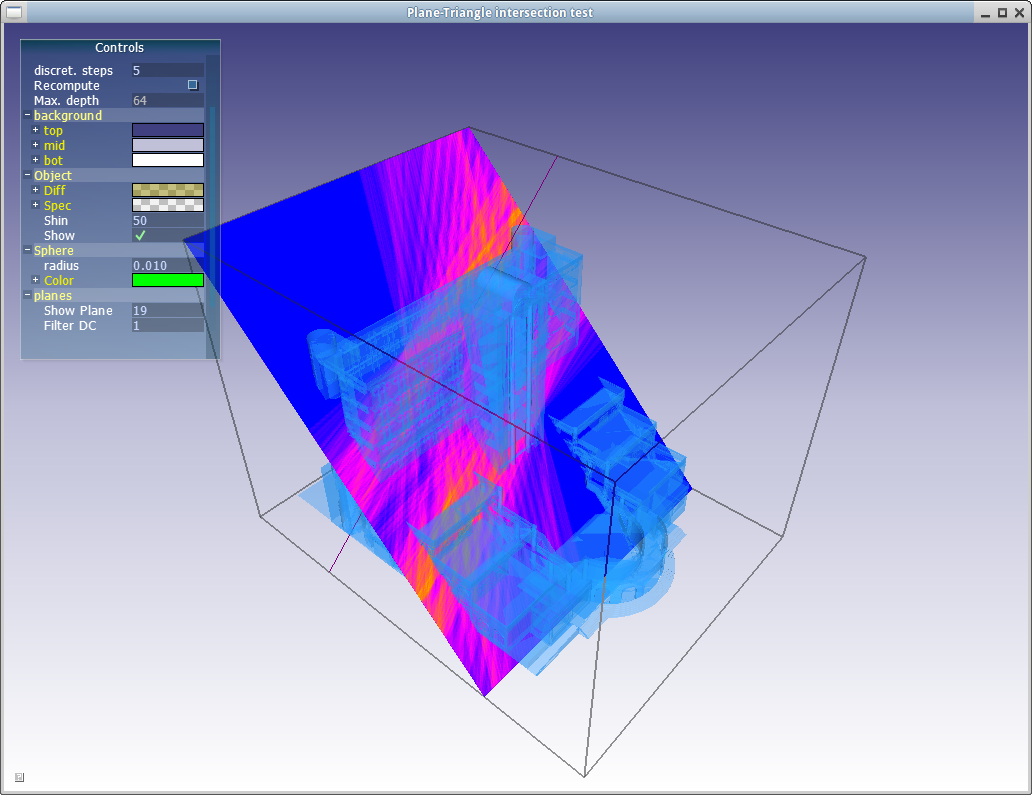 Plane-Triangle intersection test
Controls
discret. steps 5
Recompute
Max. depth 64
background
top
mid
bot
Object
Diff
Spec
Shin 50
Show
Sphere
radius 0.010
Color
planes
Show Plane 19
Filter DC 1